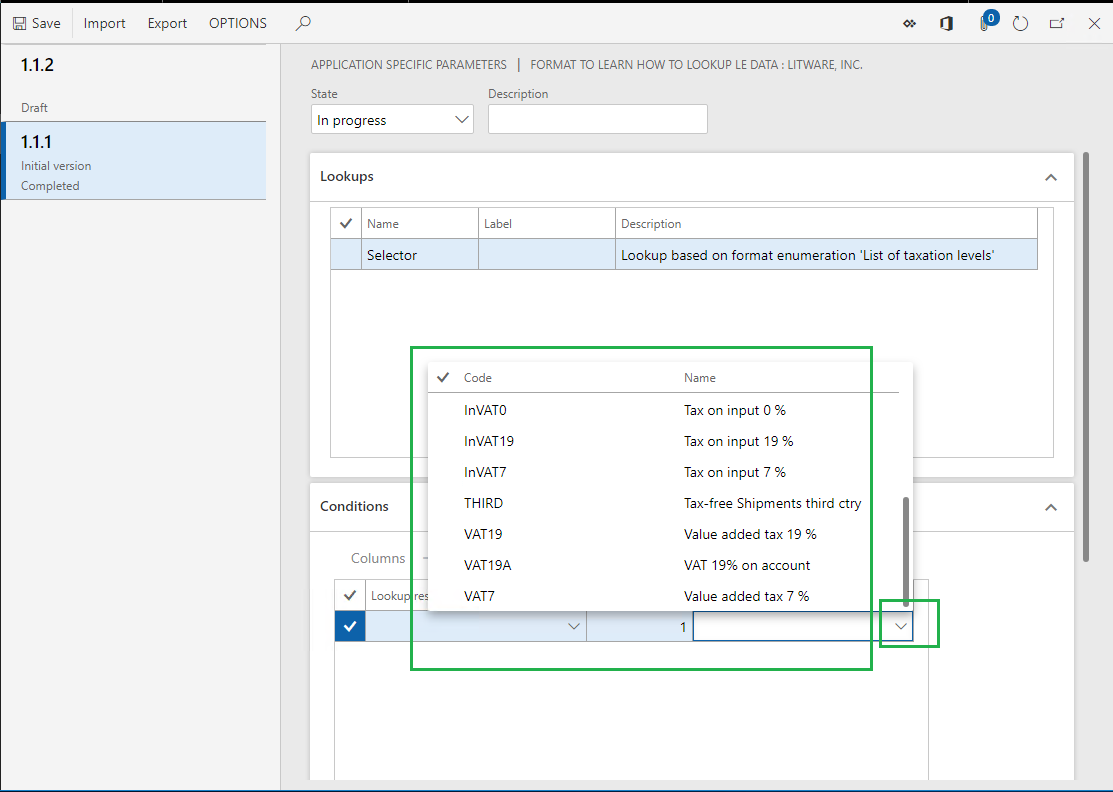 Save Import Export OPTIONS 0
1.1.2
Draft
1.1.1
Initial version
Completed
APPLICATION SPECIFIC PARAMETERS | FORMAT TO LEARN HOW TO LOOKUP LE DATA : LITWARE, INC.
State Description
In progress
Lookups
Name Label Description
Selector Lookup based on format enumeration 'List of taxation levels'
Code Name
InVAT0 Tax on input 0 %
InVAT19 Tax on input 19 %
InVAT7 Tax on input 7 %
THIRD Tax-free Shipments third ctry
VAT19 Value added tax 19 %
VAT19A VAT 19% on account
VAT7 Value added tax 7 %
Conditions
Columns
Lookup res
1